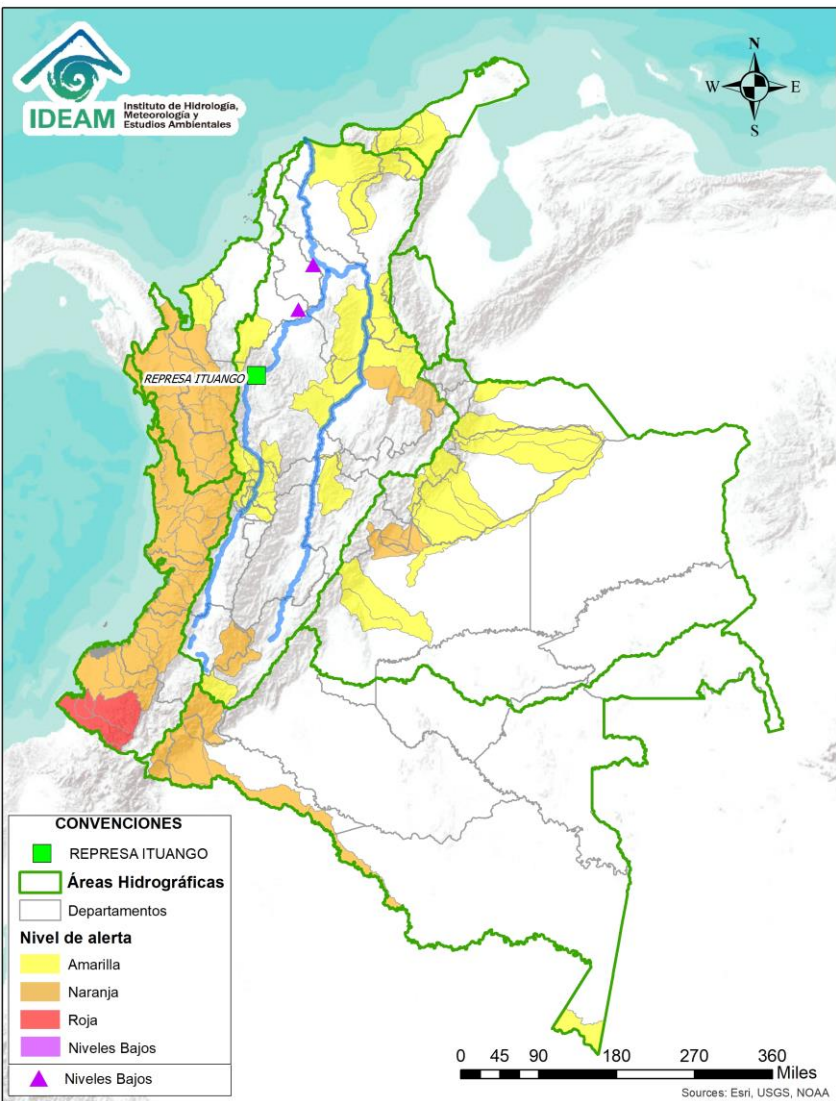 IDEAM
Instituto de Hidrología,
Meteorología y
Estudios Ambientales
N
W
E
S
REPRESA ITUANGO
CONVENCIONES
REPRESA ITUANGO
Áreas Hidrográficas
Departamentos
Nivel de alerta
Amarilla
Naranja
Roja
Niveles Bajos
Niveles Bajos
0 45 90 180 270 360
Miles
Sources: Esri, USGS, NOAA